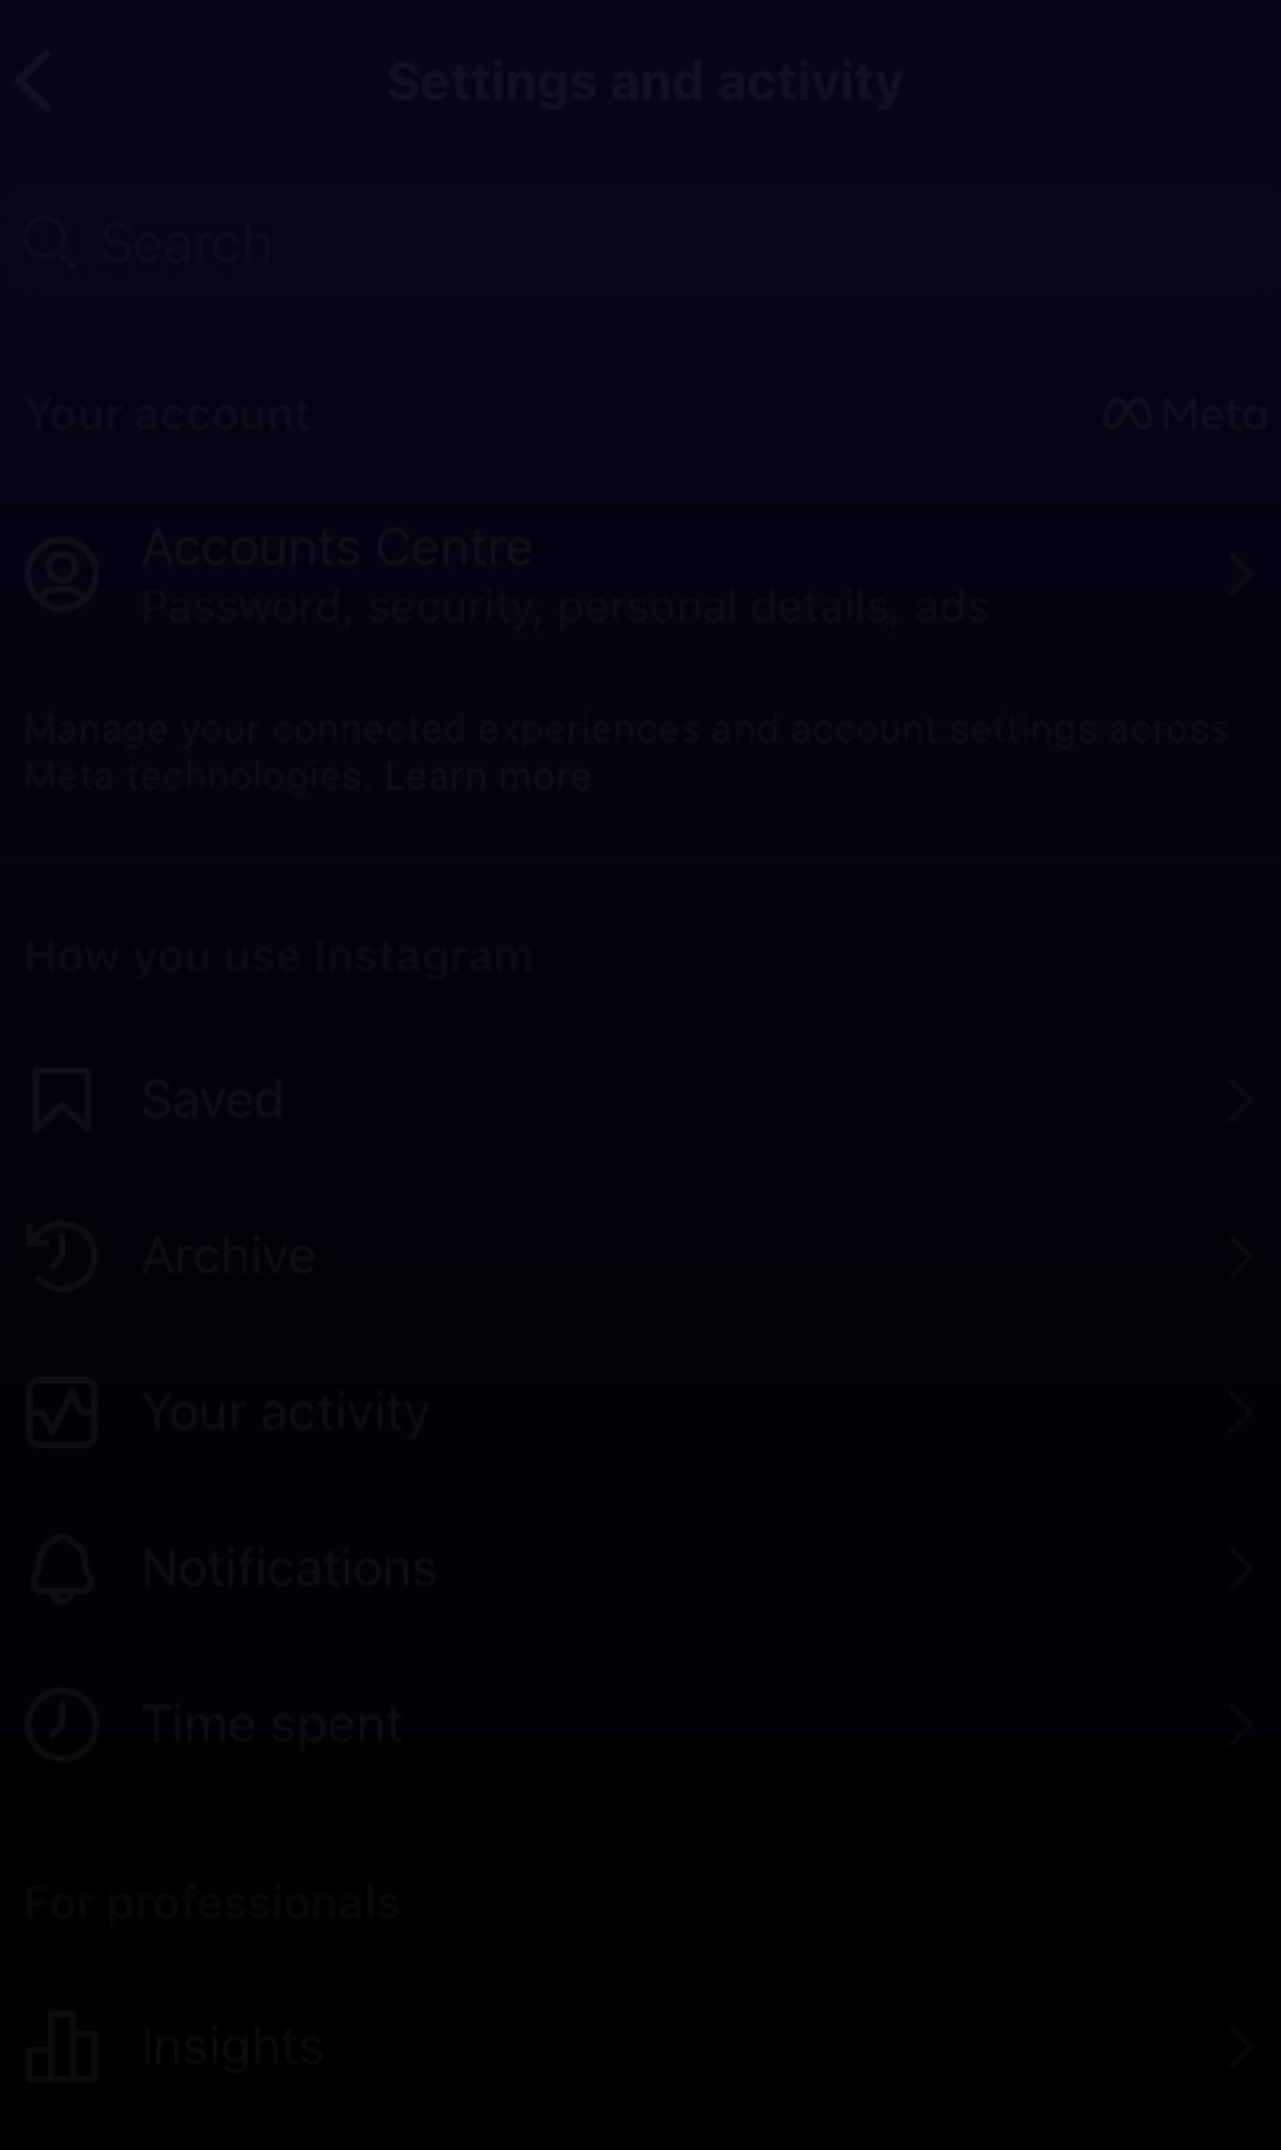 Settings and activity
Search
Your account
Meta
Accounts Centre
Password, security, personal details, ads
Manage your connected experiences and account settings across
Meta technologies. Learn more
How you use Instagram
Saved
Archive
Your activity
Notifications
Time spent
For professionals
Insights